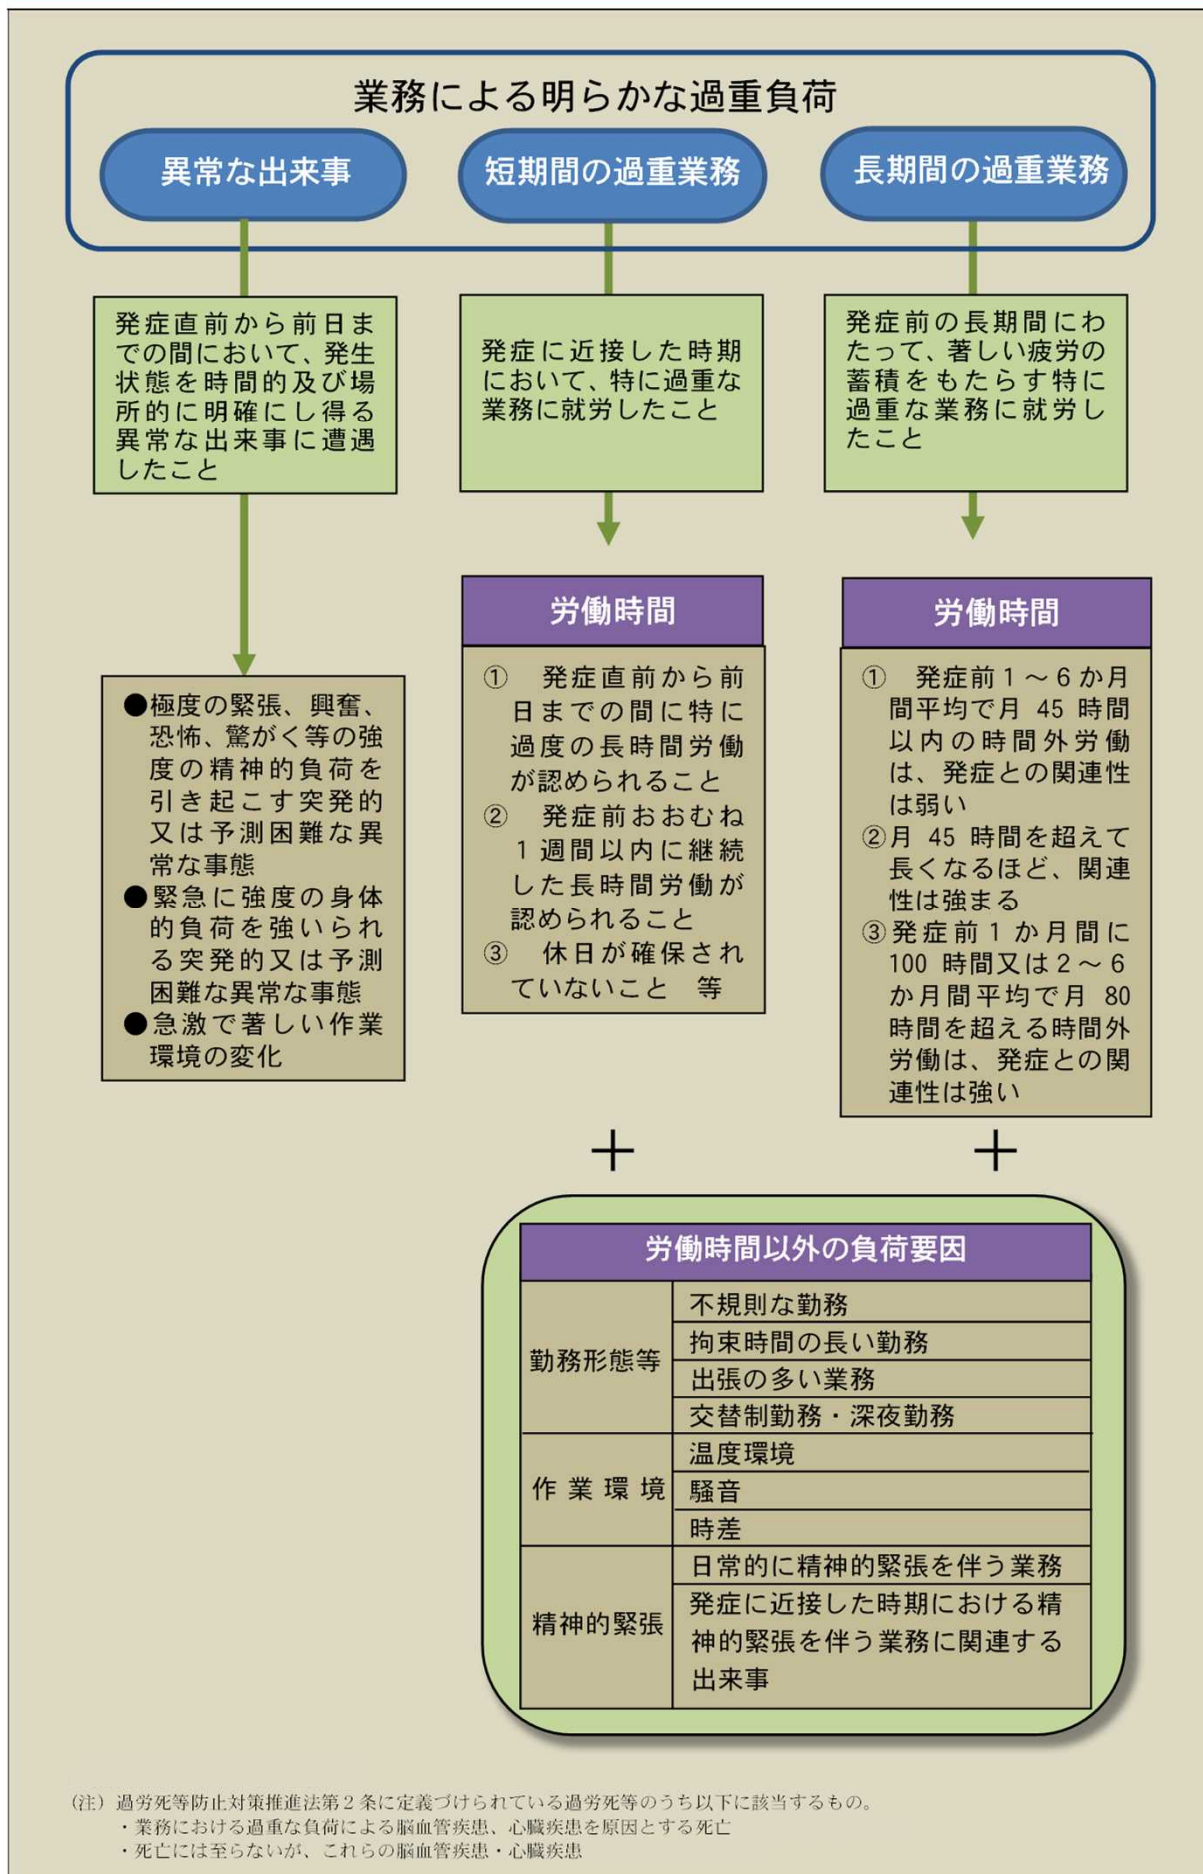 業務による明らかな過重負荷
異常な出来事
短期間の過重業務
長期間の過重業務
発症直前から前日ま
での間において、発生
状態を時間的及び場
所的に明確にし得る
異常な出来事に遭遇
したこと
発症に近接した時期
において、特に過重な
業務に就労したこと
発症前の長期間にわ
たって、著しい疲労の
蓄積をもたらす特に
過重な業務に就労し
たこと
●極度の緊張、興奮、
恐怖、驚がく等の強
度の精神的負荷を
引き起こす突発的
又は予測困難な異
常な事態
●緊急に強度の身体
的負荷を強いられ
る突発的又は予測
困難な異常な事態
●急激で著しい作業
環境の変化
労働時間
① 発症直前から前
日までの間に特に
過度の長時間労働
が認められること
② 発症前おおむね
1週間以内に継続
した長時間労働が
認められること
③ 休日が確保され
ていないこと 等
労働時間
① 発症前1～6か月
間平均で月 45 時間
以内の時間外労働
は、発症との関連性
は弱い
②月 45 時間を超えて
長くなるほど、関連
性は強まる
③発症前1か月間に
100 時間又は2～6
か月間平均で月 80
時間を超える時間外
労働は、発症との関
連性は強い
＋
＋
労働時間以外の負荷要因
勤務形態等
不規則な勤務
拘束時間の長い勤務
出張の多い業務
交替制勤務・深夜勤務
作業環境
温度環境
騒音
時差
精神的緊張
日常的に精神的緊張を伴う業務
発症に近接した時期における精
神的緊張を伴う業務に関連する
出来事
（注）過労死等防止対策推進法第2条に定義づけられている過労死等のうち以下に該当するもの。
・業務における過重な負荷による脳血管疾患、心臓疾患を原因とする死亡
・死亡には至らないが、これらの脳血管疾患・心臓疾患